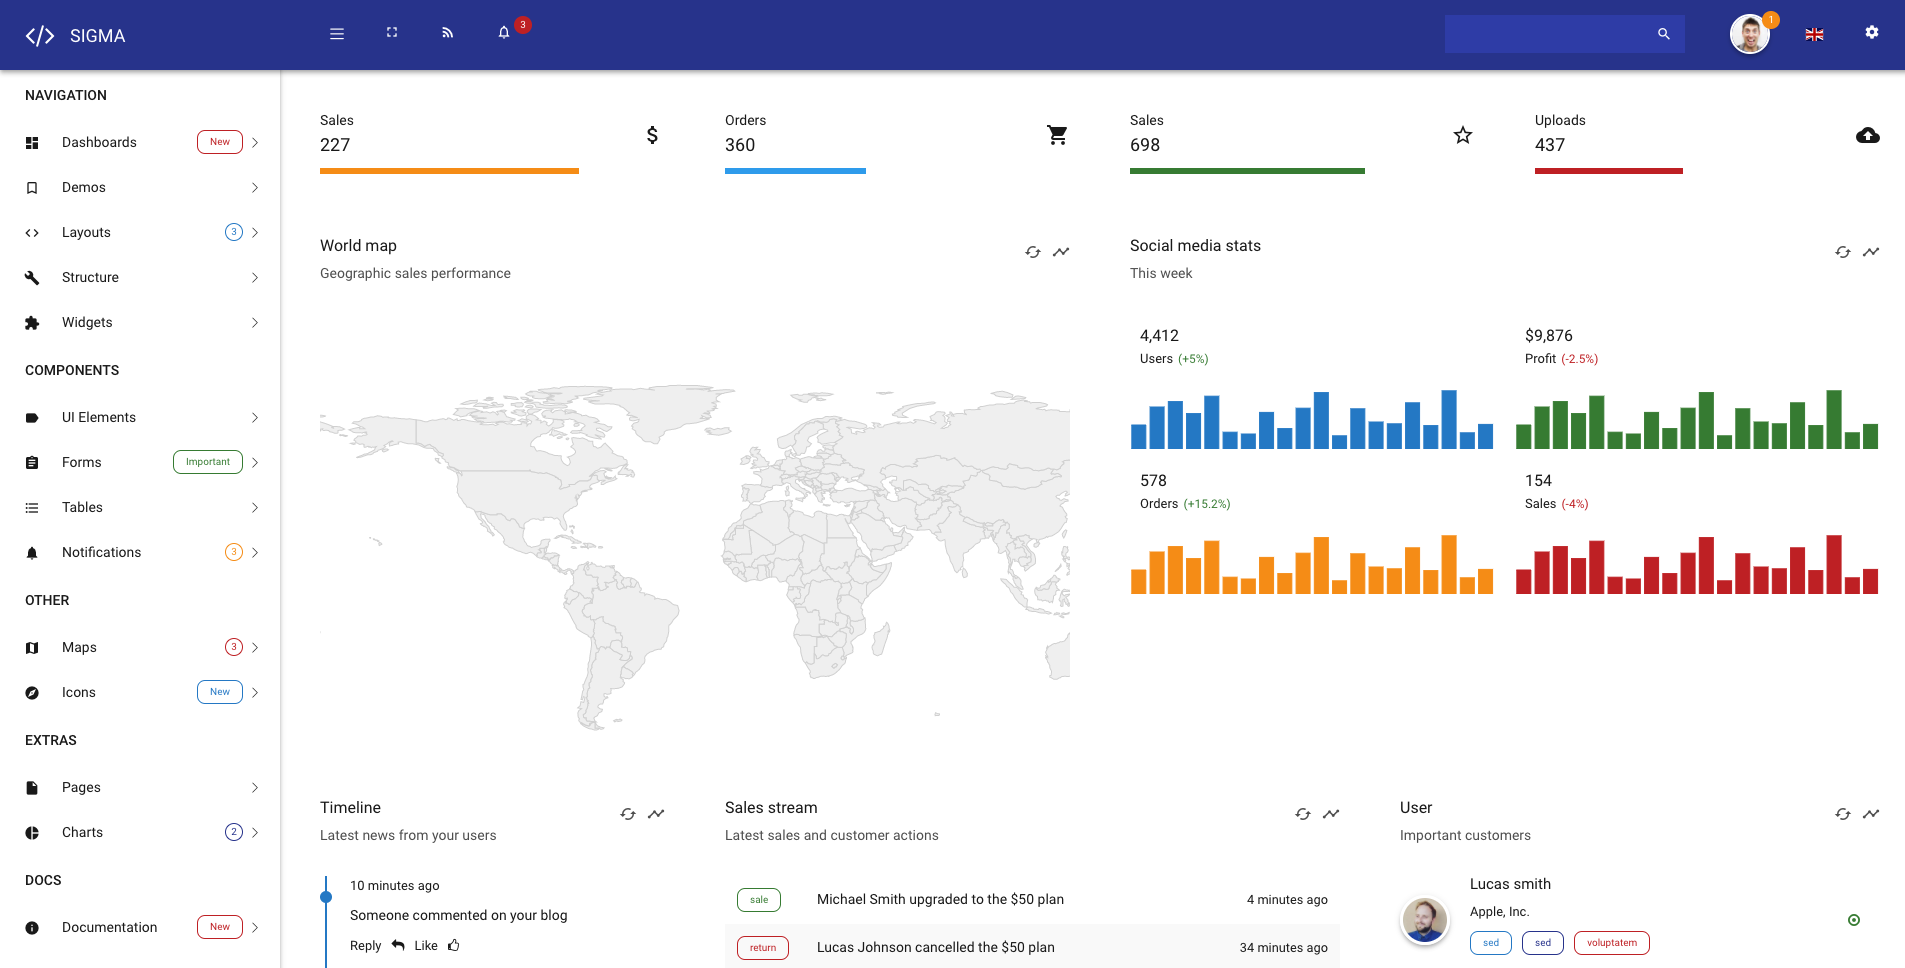 SIGMA
3
1
NAVIGATION
Dashboards New
Demos
Layouts 3
Structure
Widgets
COMPONENTS
UI Elements
Forms Important
Tables
Notifications 3
OTHER
Maps 3
Icons New
EXTRAS
Pages
Charts 2
DOCS
Documentation New
Sales
227
Orders
360
Sales
698
Uploads
437
World map
Geographic sales performance
Social media stats
This week
4,412
Users (+5%)
$9,876
Profit (-2.5%)
578
Orders (+15.2%)
154
Sales (-4%)
Timeline
Latest news from your users
10 minutes ago
Someone commented on your blog
Reply Like
Sales stream
Latest sales and customer actions
sale Michael Smith upgraded to the $50 plan 4 minutes ago
return Lucas Johnson cancelled the $50 plan 34 minutes ago
User
Important customers
Lucas smith
Apple, Inc.
sed sed voluptatem